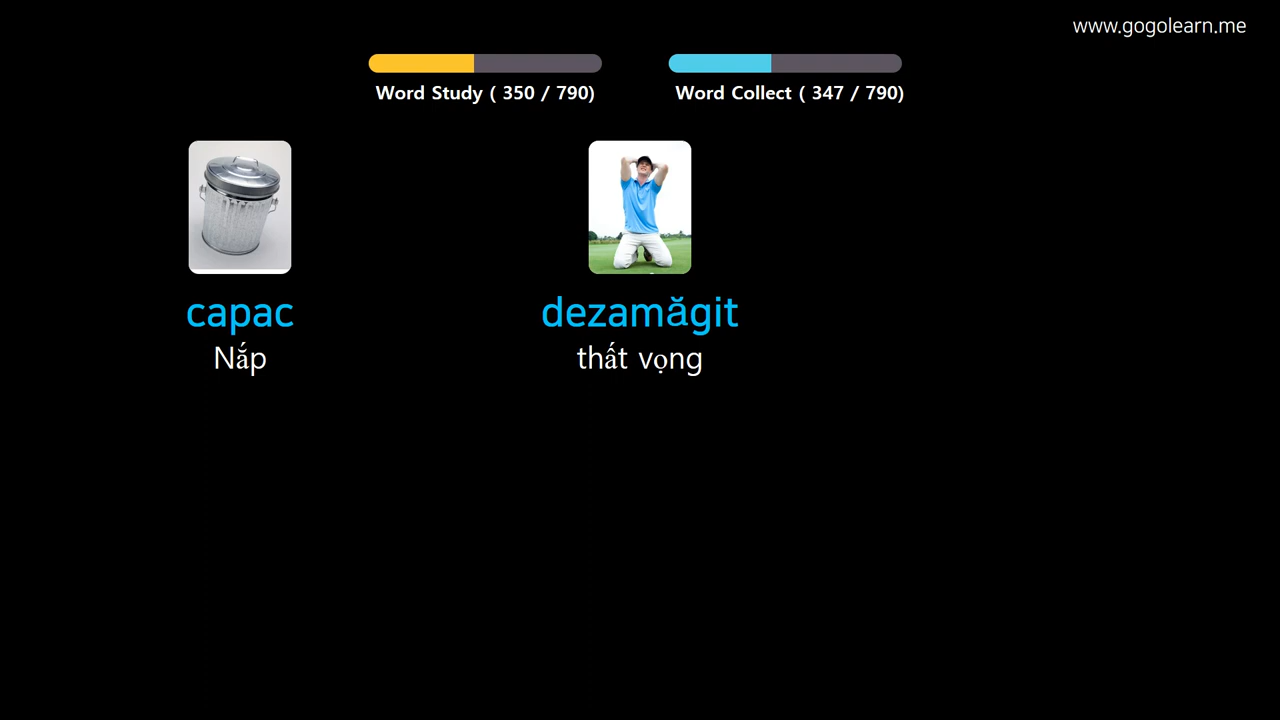 www.gogolearn.me
Word Study ( 350 / 790)
Word Collect ( 347 / 790)
capac
Nắp
dezamăgit
thất vọng